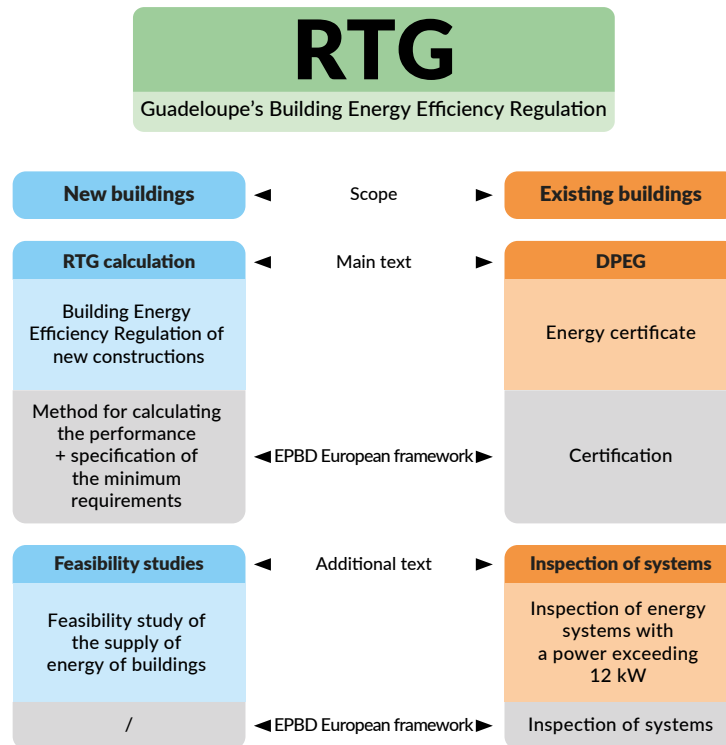 RTG
Guadeloupe's Building Energy Efficiency Regulation
New buildings
Scope
Existing buildings
RTG calculation
Main text
DPEG
Building Energy
Efficiency Regulation of
new constructions
Energy certificate
Method for calculating
the performance
+ specification of
the minimum
requirements
EPBD European framework
Certification
Feasibility studies
Additional text
Inspection of systems
Feasibility study of
the supply of
energy of buildings
Inspection of energy
systems with
a power exceeding
12 kW
/
EPBD European framework
Inspection of systems